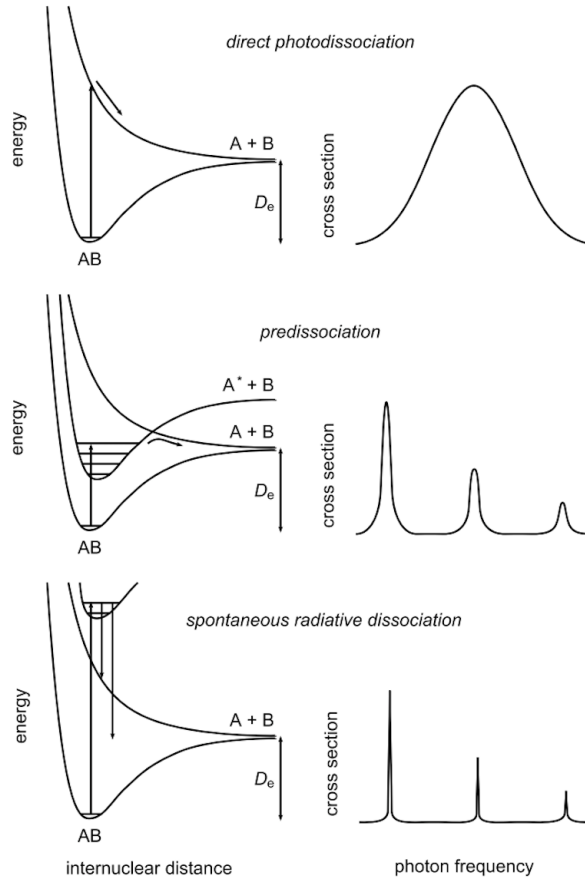 direct photodissociation
energy
A + B
Dₑ
AB
cross section
predissociation
energy
A* + B
A + B
Dₑ
AB
cross section
spontaneous radiative dissociation
energy
A + B
Dₑ
AB
cross section
internuclear distance
photon frequency